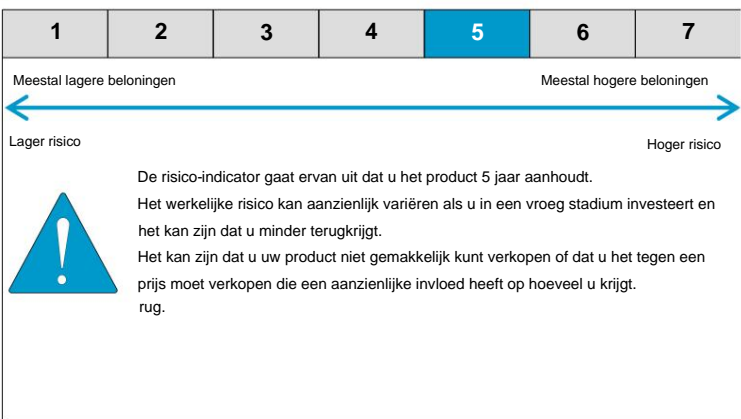 1 2 3 4 5 6 7
Meestal lagere beloningen Meestal hogere beloningen
Lager risico Hoger risico
De risico-indicator gaat ervan uit dat u het product 5 jaar aanhoudt.
Het werkelijke risico kan aanzienlijk variëren als u in een vroeg stadium investeert en
het kan zijn dat u minder terugkrijgt.
Het kan zijn dat u uw product niet gemakkelijk kunt verkopen of dat u het tegen een
prijs moet verkopen die een aanzienlijke invloed heeft op hoeveel u krijgt.
rug.